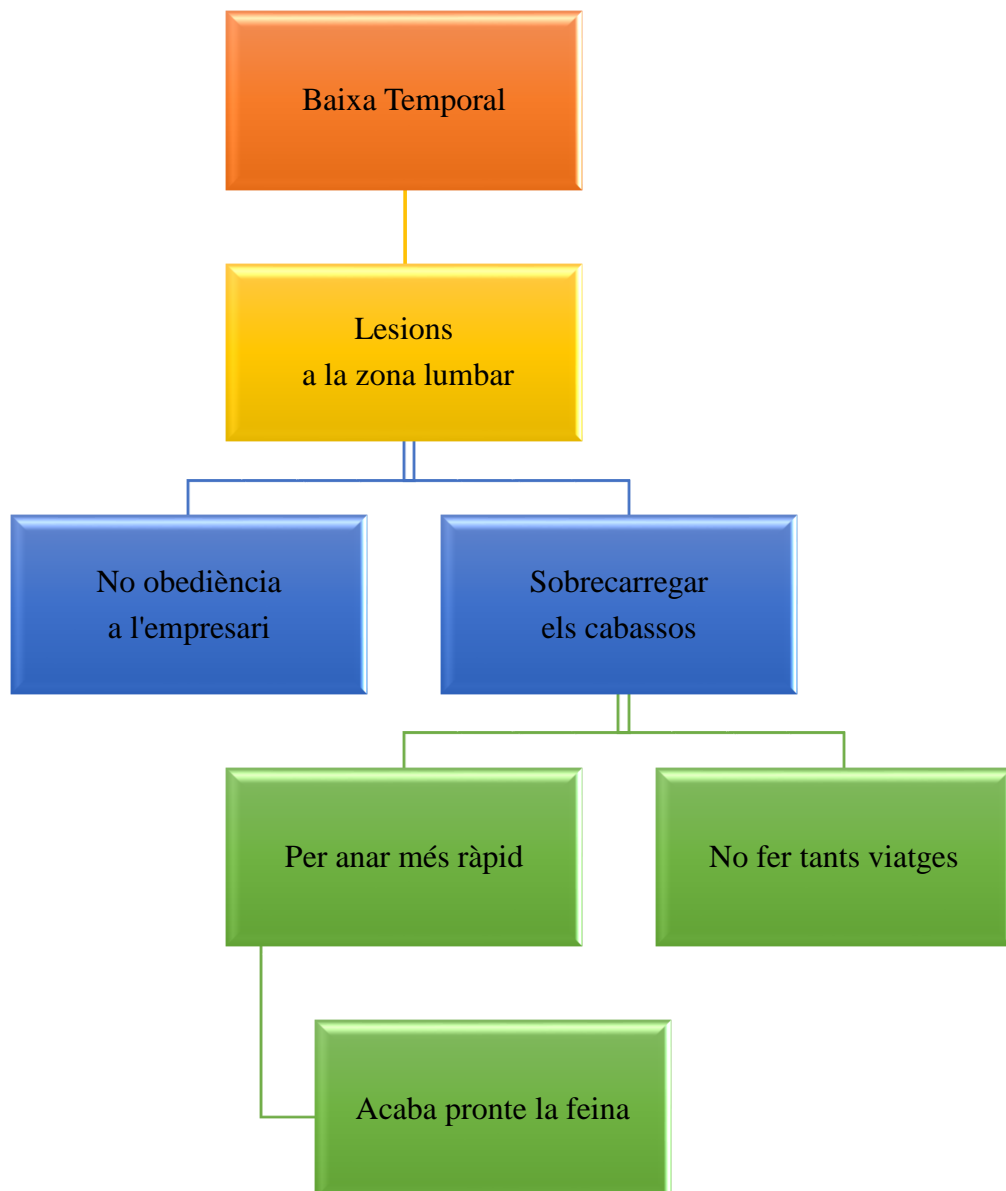 Baixa Temporal
Lesions
a la zona lumbar
No obediència
a l'empresari
Sobrecarregar
els cabassos
Per anar més ràpid
No fer tants viatges
Acaba pronte la feina